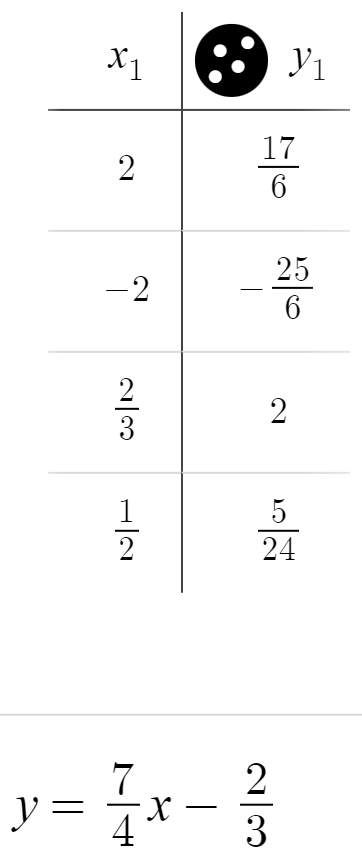 x₁ y₁
2 17/6
−2 −25/6
2/3 2
1/2 5/24
y = 7/4 x − 2/3